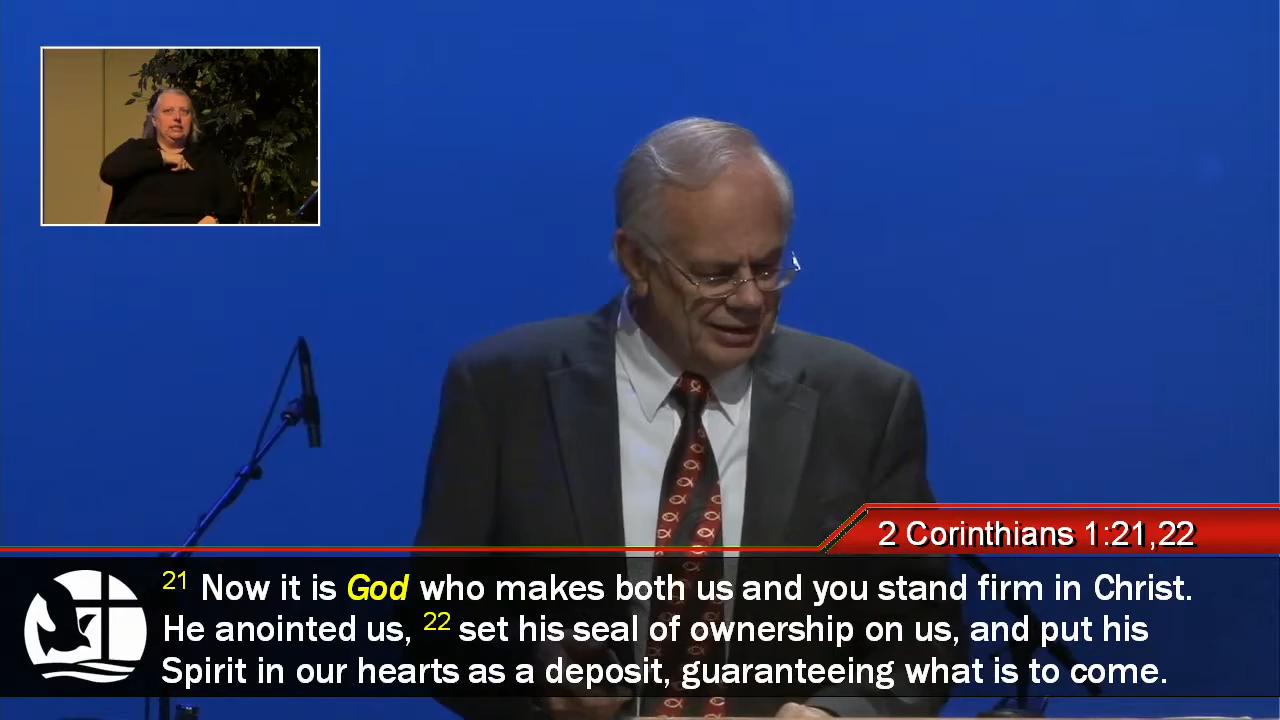 2 Corinthians 1:21,22
21 Now it is God who makes both us and you stand firm in Christ.
He anointed us, 22 set his seal of ownership on us, and put his
Spirit in our hearts as a deposit, guaranteeing what is to come.